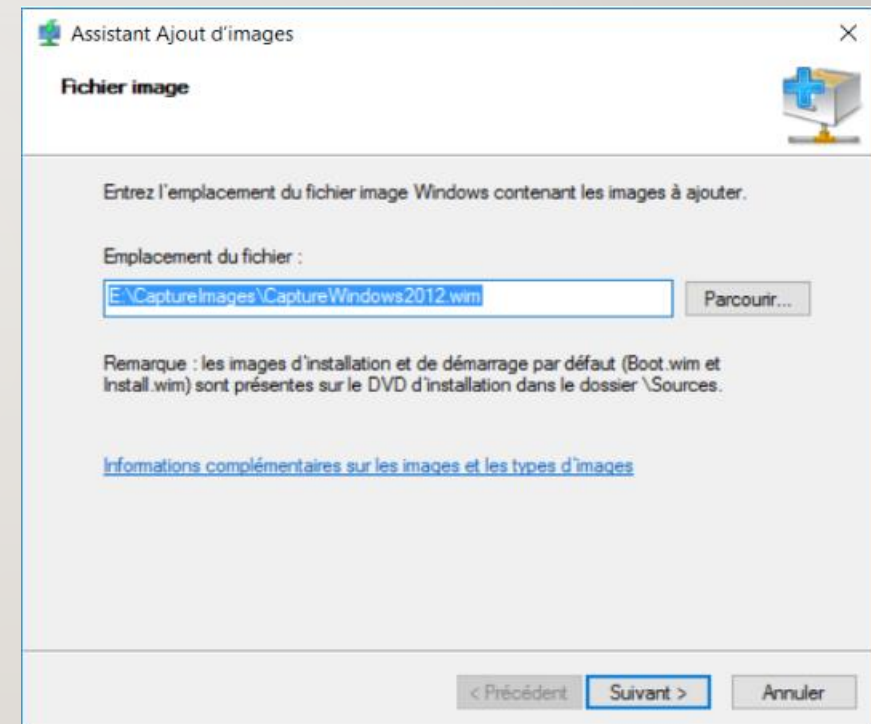 Assistant Ajout d'images
Fichier image
Entrez l'emplacement du fichier image Windows contenant les images à ajouter.
Emplacement du fichier :
E:\CaptureImages\CaptureWindows2012.wim
Parcourir...
Remarque : les images d'installation et de démarrage par défaut (Boot.wim et
Install.wim) sont présentes sur le DVD d'installation dans le dossier \Sources.
Informations complémentaires sur les images et les types d'images
< Précédent
Suivant >
Annuler